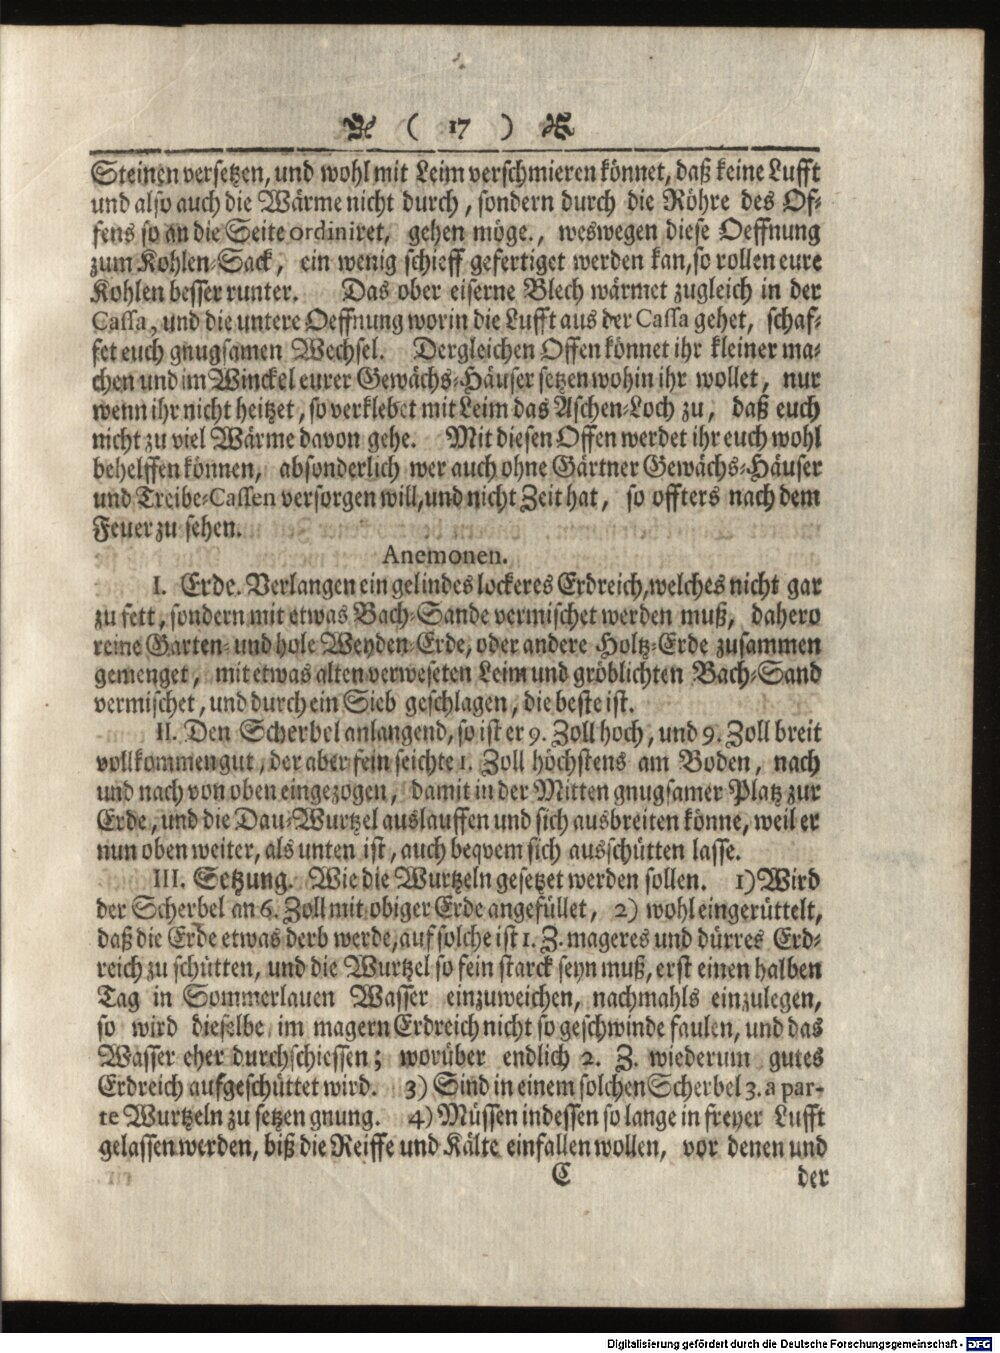 ( 17 )
Steinen versetzen, und wohl mit Leim verschmieren könnet, daß keine Lufft
und also auch die Wärme nicht durch, sondern durch die Röhre des Of-
fens so an die Seite ordiniret, gehen möge., weswegen diese Oeffnung
zum Kohlen-Sack, ein wenig schieff gefertiget werden kan, so rollen eure
Kohlen besser runter. Das ober eiserne Blech wärmet zugleich in der
Cassa, und die untere Oeffnung worin die Lufft aus der Cassa gehet, schaf-
fet euch gnugsamen Wechsel. Dergleichen Offen könnet ihr kleiner ma-
chen und im Winckel eurer Gewächs-Häuser setzen wohin ihr wollet, nur
wenn ihr nicht heitzet, so verklebet mit Leim das Aschen-Loch zu, daß euch
nicht zu viel Wärme davon gehe. Mit diesen Offen werdet ihr euch wohl
behelffen können, absonderlich wer auch ohne Gärtner Gewächs-Häuser
und Treibe-Cassen versorgen will, und nicht Zeit hat, so offters nach dem
Feuer zu sehen.
Anemonen.
I. Erde. Verlangen ein gelindes lockeres Erdreich, welches nicht gar
zu fett, sondern mit etwas Bach-Sande vermischet werden muß, dahero
reine Garten- und hole Weyden-Erde, oder andere Holtz-Erde zusammen
gemenget, mit etwas alten verweseten Leim und gröblichten Bach-Sand
vermischet, und durch ein Sieb geschlagen, die beste ist.
II. Den Scherbel anlangend, so ist er 9. Zoll hoch, und 9. Zoll breit
vollkommen gut, der aber fein seichte 1. Zoll höchstens am Boden, nach
und nach von oben eingezogen, damit in der Mitten gnugsamer Platz zur
Erde, und die Dau-Wurtzel auslauffen und sich ausbreiten könne, weil er
nun oben weiter, als unten ist, auch beqvem sich ausschütten lasse.
III. Setzung. Wie die Wurtzeln gesetzet werden sollen. 1) Wird
der Scherbel an 6. Zoll mit obiger Erde angefüllet, 2) wohl eingerüttelt,
daß die Erde etwas derb werde, auf solche ist 1. Z. mageres und dürres Erd-
reich zu schütten, und die Wurtzel so fein starck seyn muß, erst einen halben
Tag in Sommerlauen Wasser einzuweichen, nachmahls einzulegen,
so wird dieselbe im magern Erdreich nicht so geschwinde faulen, und das
Wasser eher durchschiessen; worüber endlich 2. Z. wiederum gutes
Erdreich aufgeschüttet wird. 3) Sind in einem solchen Scherbel 3. a par-
te Wurtzeln zu setzen gnung. 4) Müssen indessen so lange in freyer Lufft
gelassen werden, biß die Reiffe und Kälte einfallen wollen, vor denen und
C der
Digitalisierung gefördert durch die Deutsche Forschungsgemeinschaft - DFG